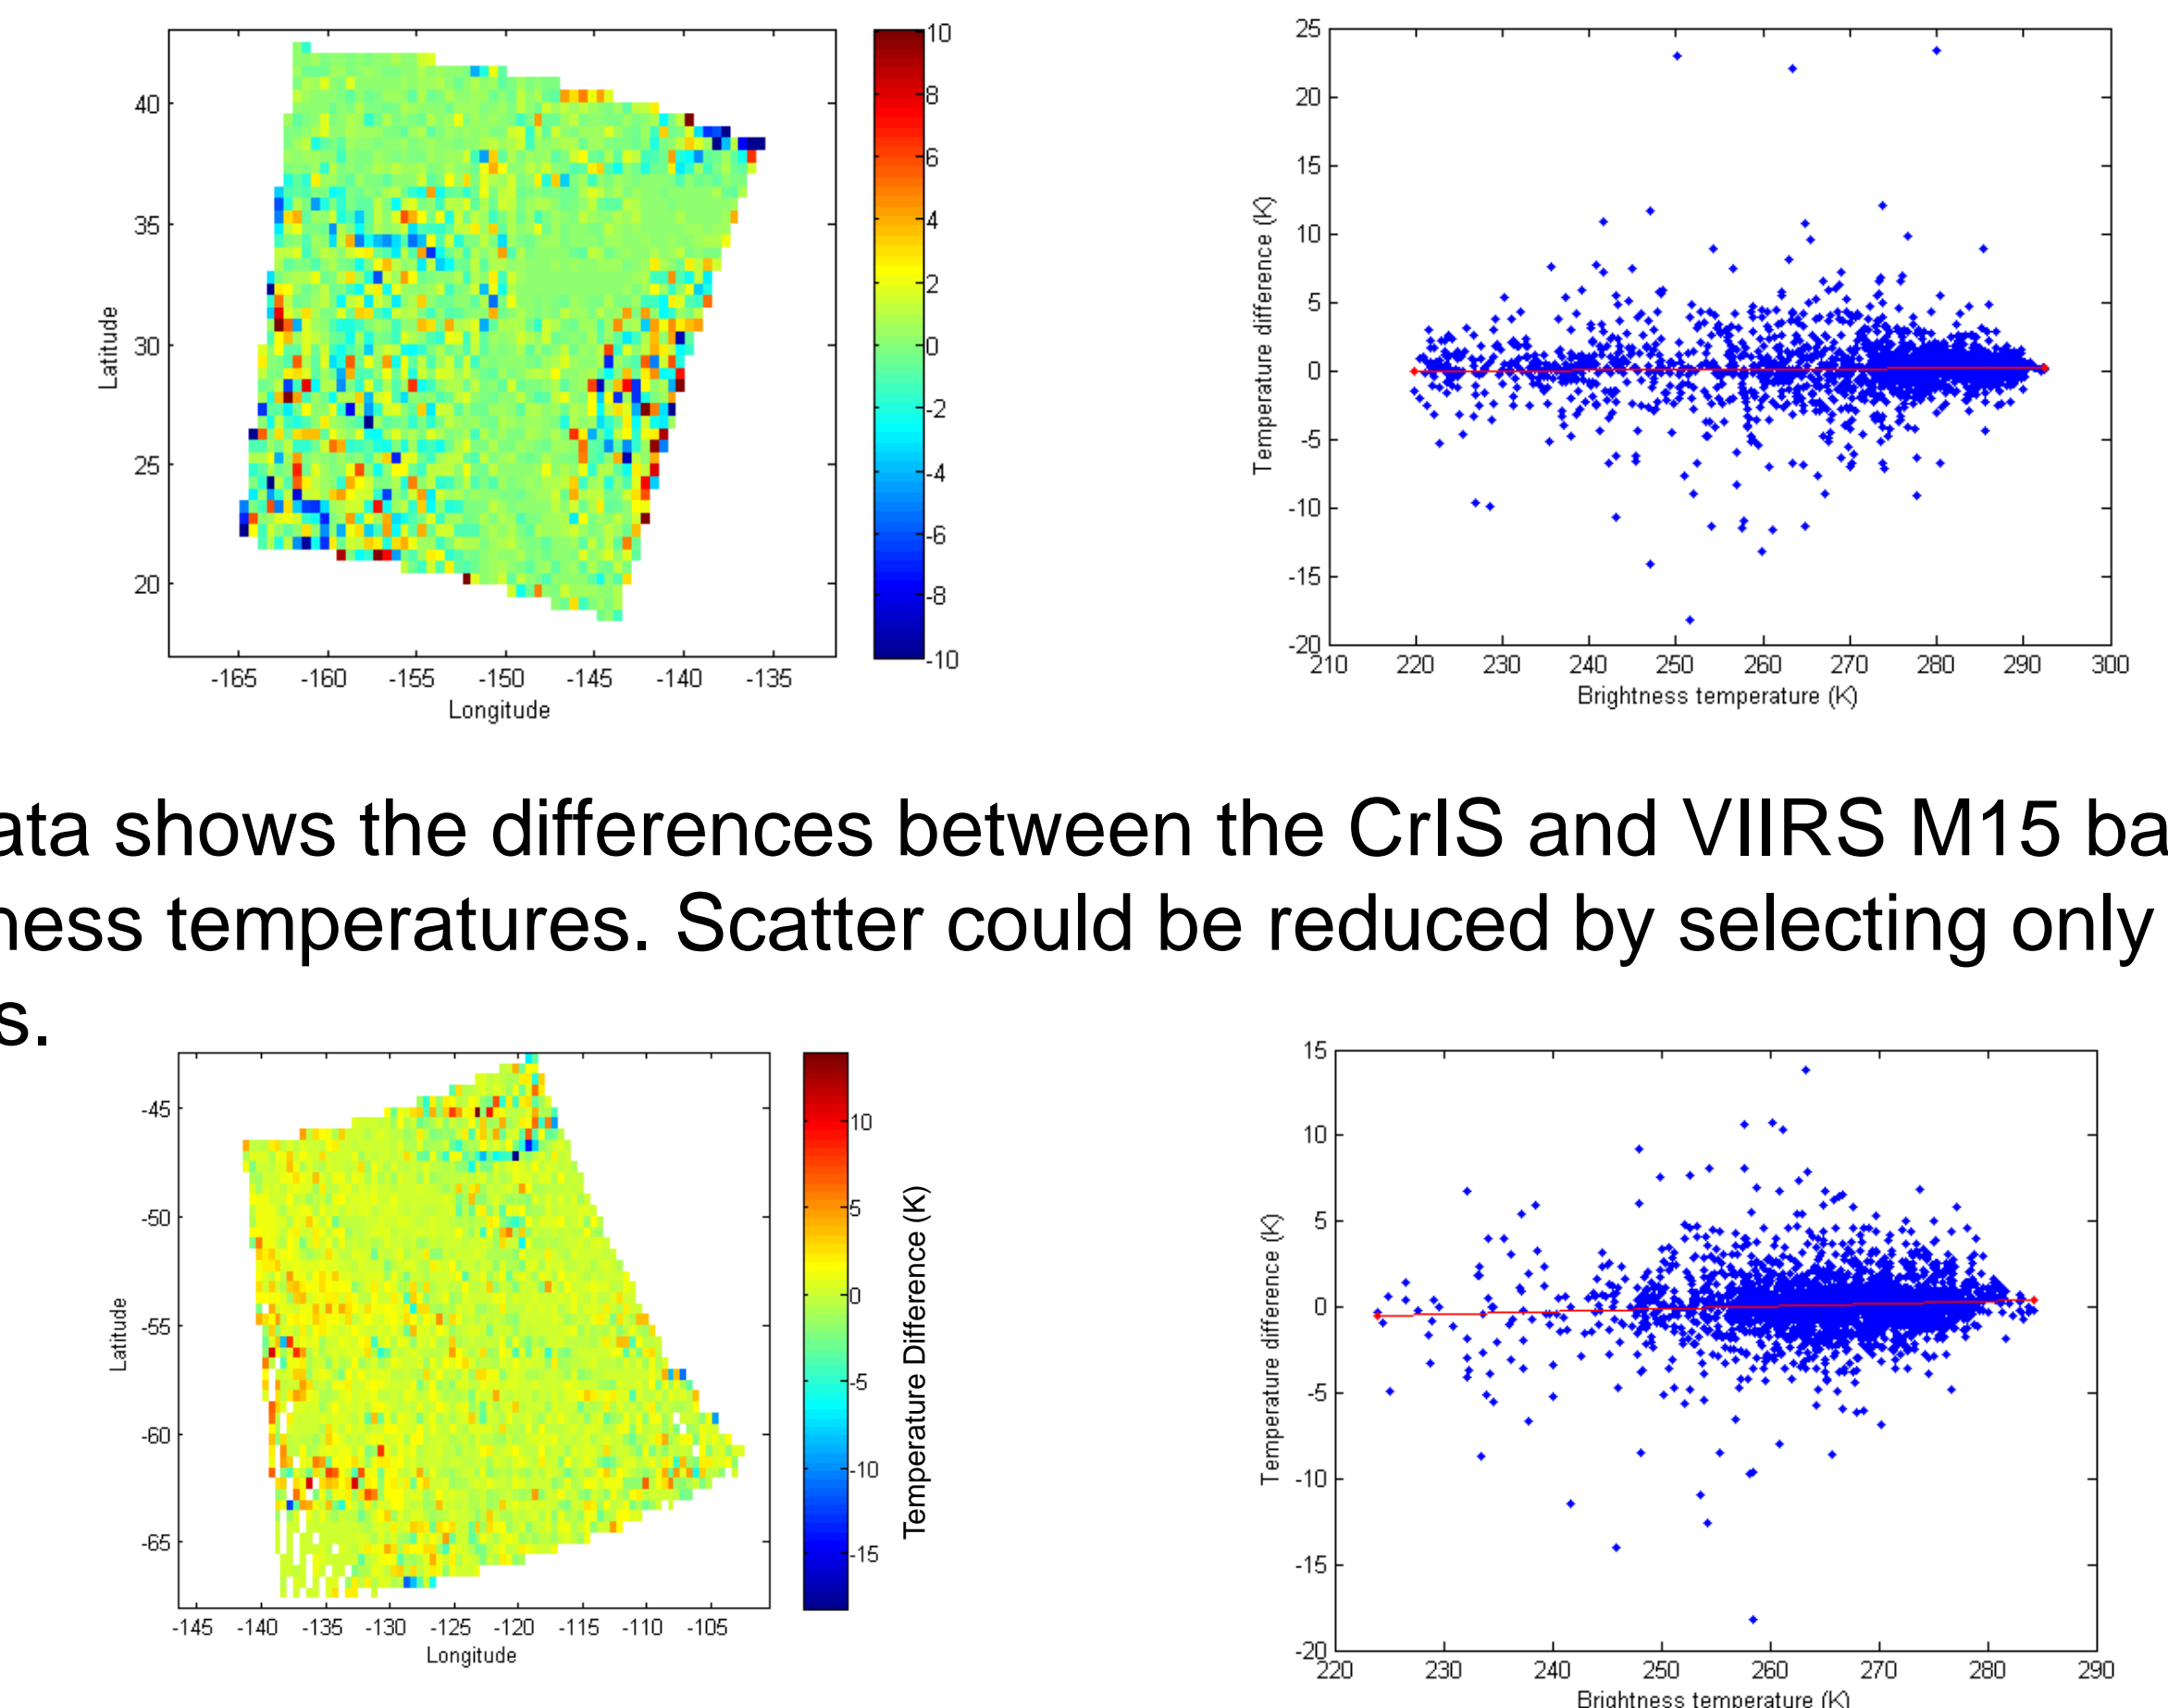 10
8
6
4
2
0
-2
-4
-6
-8
-10
40
35
30
25
20
Latitude
-165 -160 -155 -150 -145 -140 -135
Longitude
25
20
15
10
5
0
-5
-10
-15
-20
Temperature difference (K)
210 220 230 240 250 260 270 280 290 300
Brightness temperature (K)
ata shows the differences between the CrIS and VIIRS M15 ba
ness temperatures. Scatter could be reduced by selecting only
s.
-45
-50
-55
-60
-65
Latitude
-145 -140 -135 -130 -125 -120 -115 -110 -105
Longitude
10
5
0
-5
-10
-15
Temperature Difference (K)
15
10
5
0
-5
-10
-15
-20
Temperature difference (K)
220 230 240 250 260 270 280 290
Brightness temperature (K)